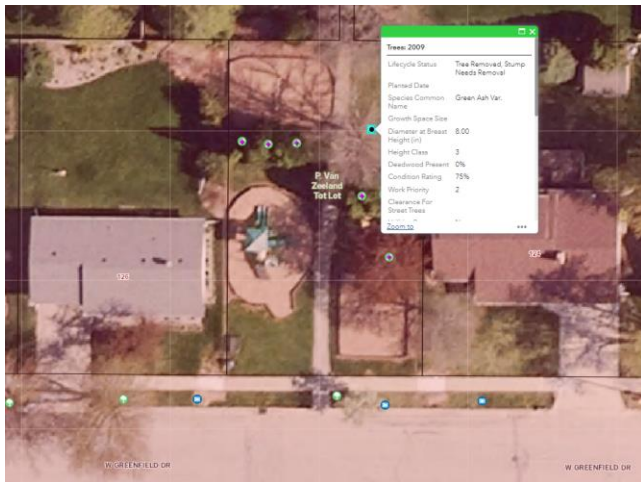 Trees: 2009
Lifecycle Status Tree Removed, Stump
Needs Removal
Planted Date
Species Common Green Ash Var.
Name
Growth Space Size
Diameter at Breast 8.00
Height (in)
Height Class 3
Deadwood Present 0%
Condition Rating 75%
Work Priority 2
Clearance For
Street Trees
Zoom to
P. Van
Zeeland
Tot Lot
126
W GREENFIELD DR
W GREENFIELD DR